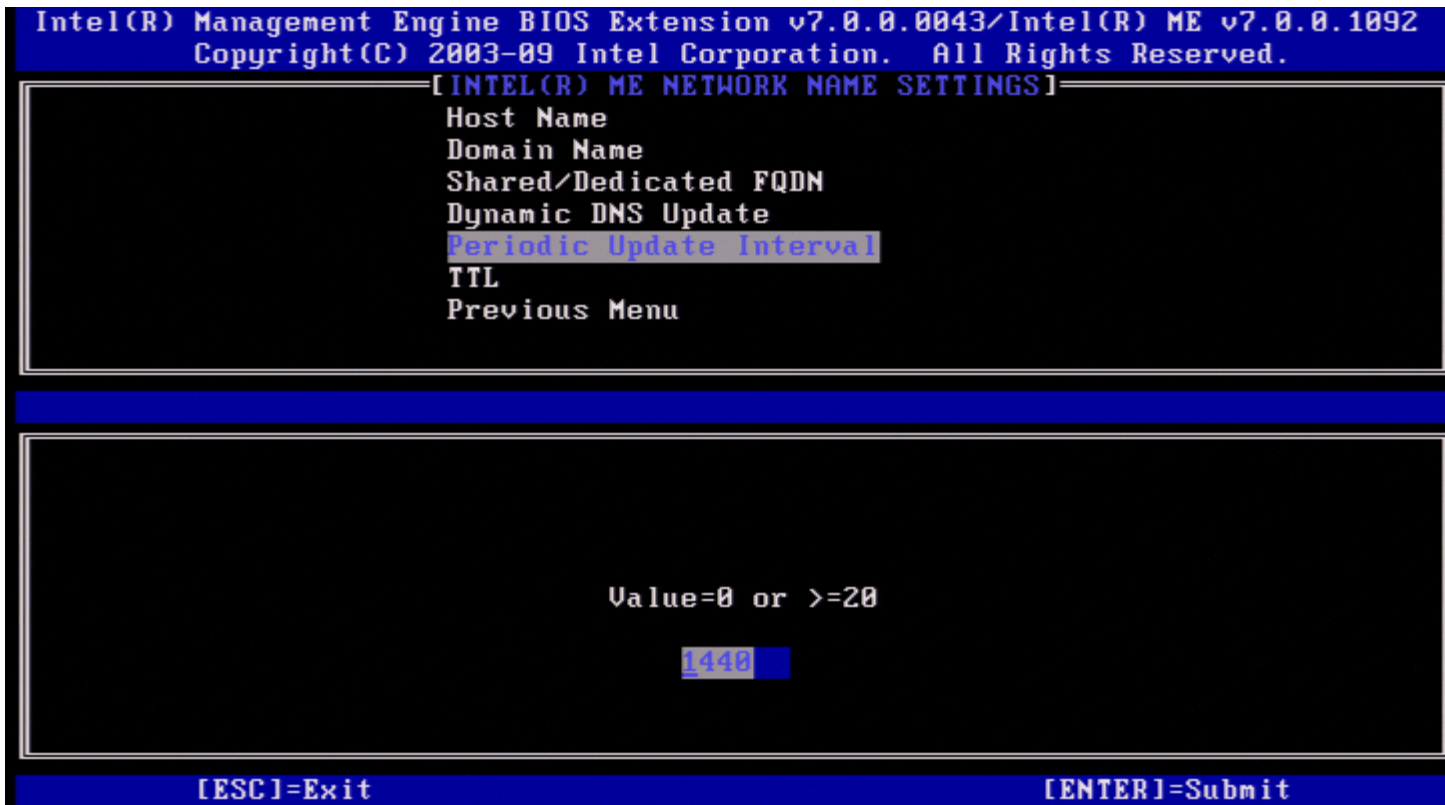 Intel(R) Management Engine BIOS Extension v7.0.0.0043/Intel(R) ME v7.0.0.1092
Copyright(C) 2003-09 Intel Corporation. All Rights Reserved.
[INTEL(R) ME NETWORK NAME SETTINGS]
Host Name
Domain Name
Shared/Dedicated FQDN
Dynamic DNS Update
Periodic Update Interval
TTL
Previous Menu
Value=0 or >=20
1440
[ESC]=Exit [ENTER]=Submit